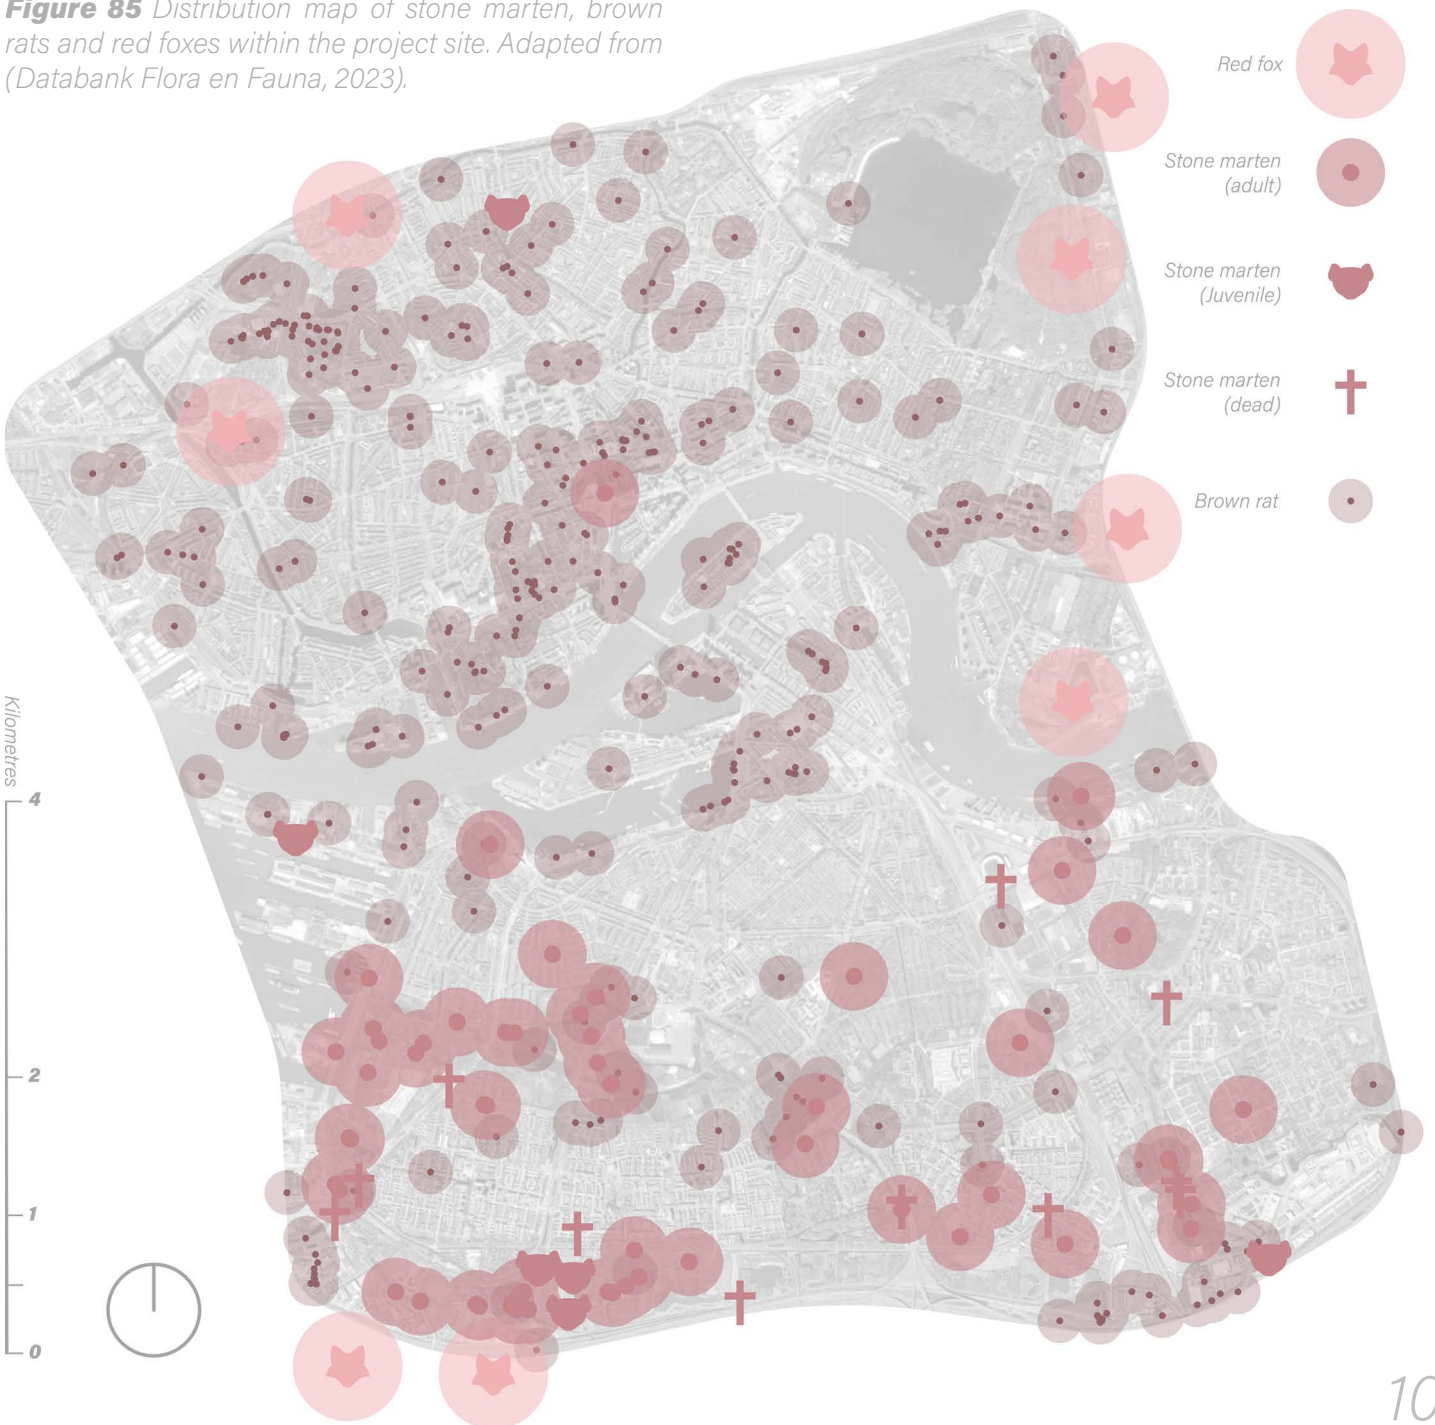 Figure 85 Distribution map of stone marten, brown
rats and red foxes within the project site. Adapted from
(Databank Flora en Fauna, 2023).
Red fox
Stone marten
(adult)
Stone marten
(Juvenile)
Stone marten
(dead)
Brown rat
Kilometres
4
2
1
0
10